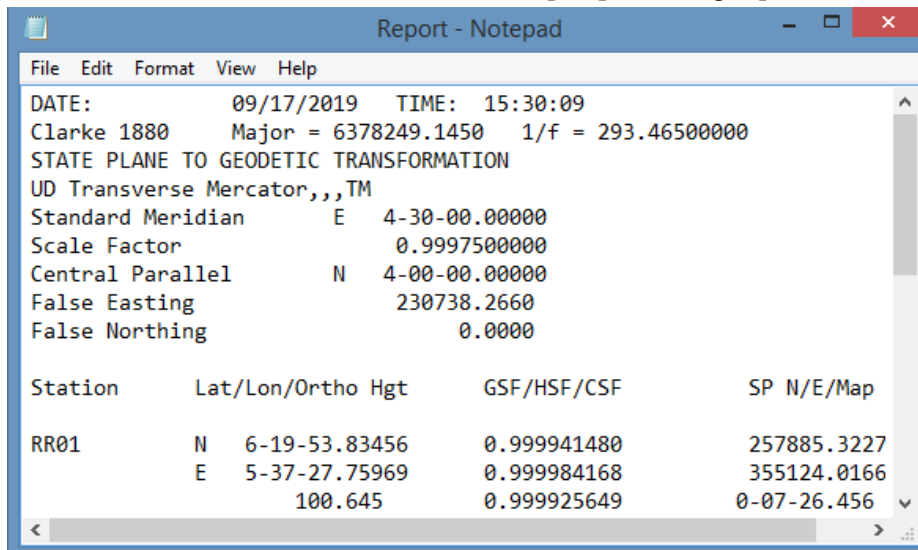 Report - Notepad
File Edit Format View Help
DATE: 09/17/2019 TIME: 15:30:09
Clarke 1880 Major = 6378249.1450 1/f = 293.46500000
STATE PLANE TO GEODETIC TRANSFORMATION
UD Transverse Mercator,,,TM
Standard Meridian E 4-30-00.00000
Scale Factor 0.9997500000
Central Parallel N 4-00-00.00000
False Easting 230738.2660
False Northing 0.0000
Station Lat/Lon/Ortho Hgt GSF/HSF/CSF SP N/E/Map
RR01 N 6-19-53.83456 0.999941480 257885.3227
E 5-37-27.75969 0.999984168 355124.0166
100.645 0.999925649 0-07-26.456